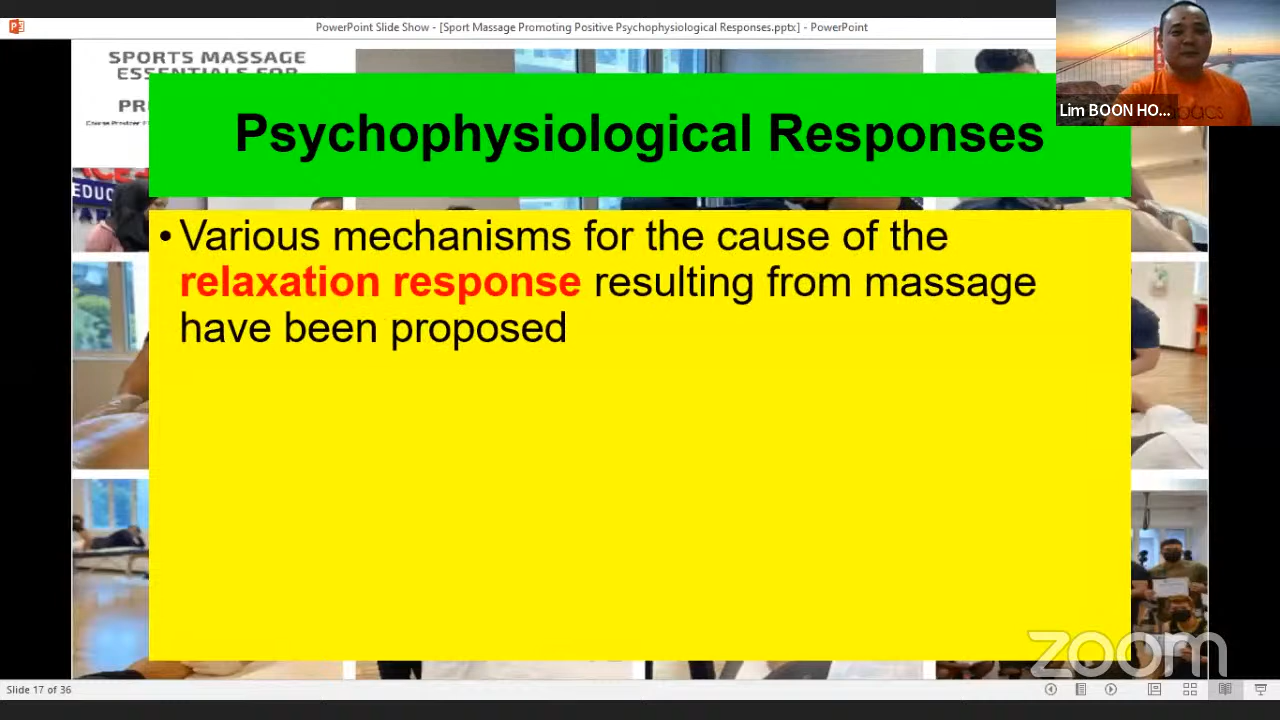 PowerPoint Slide Show - [Sport Massage Promoting Positive Psychophysiological Responses.pptx] - PowerPoint
SPORTS MASSAGE
ESSENTIALS FOR
PR
Lim BOON HO...
Psychophysiological Responses
EDUC
• Various mechanisms for the cause of the
relaxation response resulting from massage
have been proposed
zoom
Slide 17 of 36